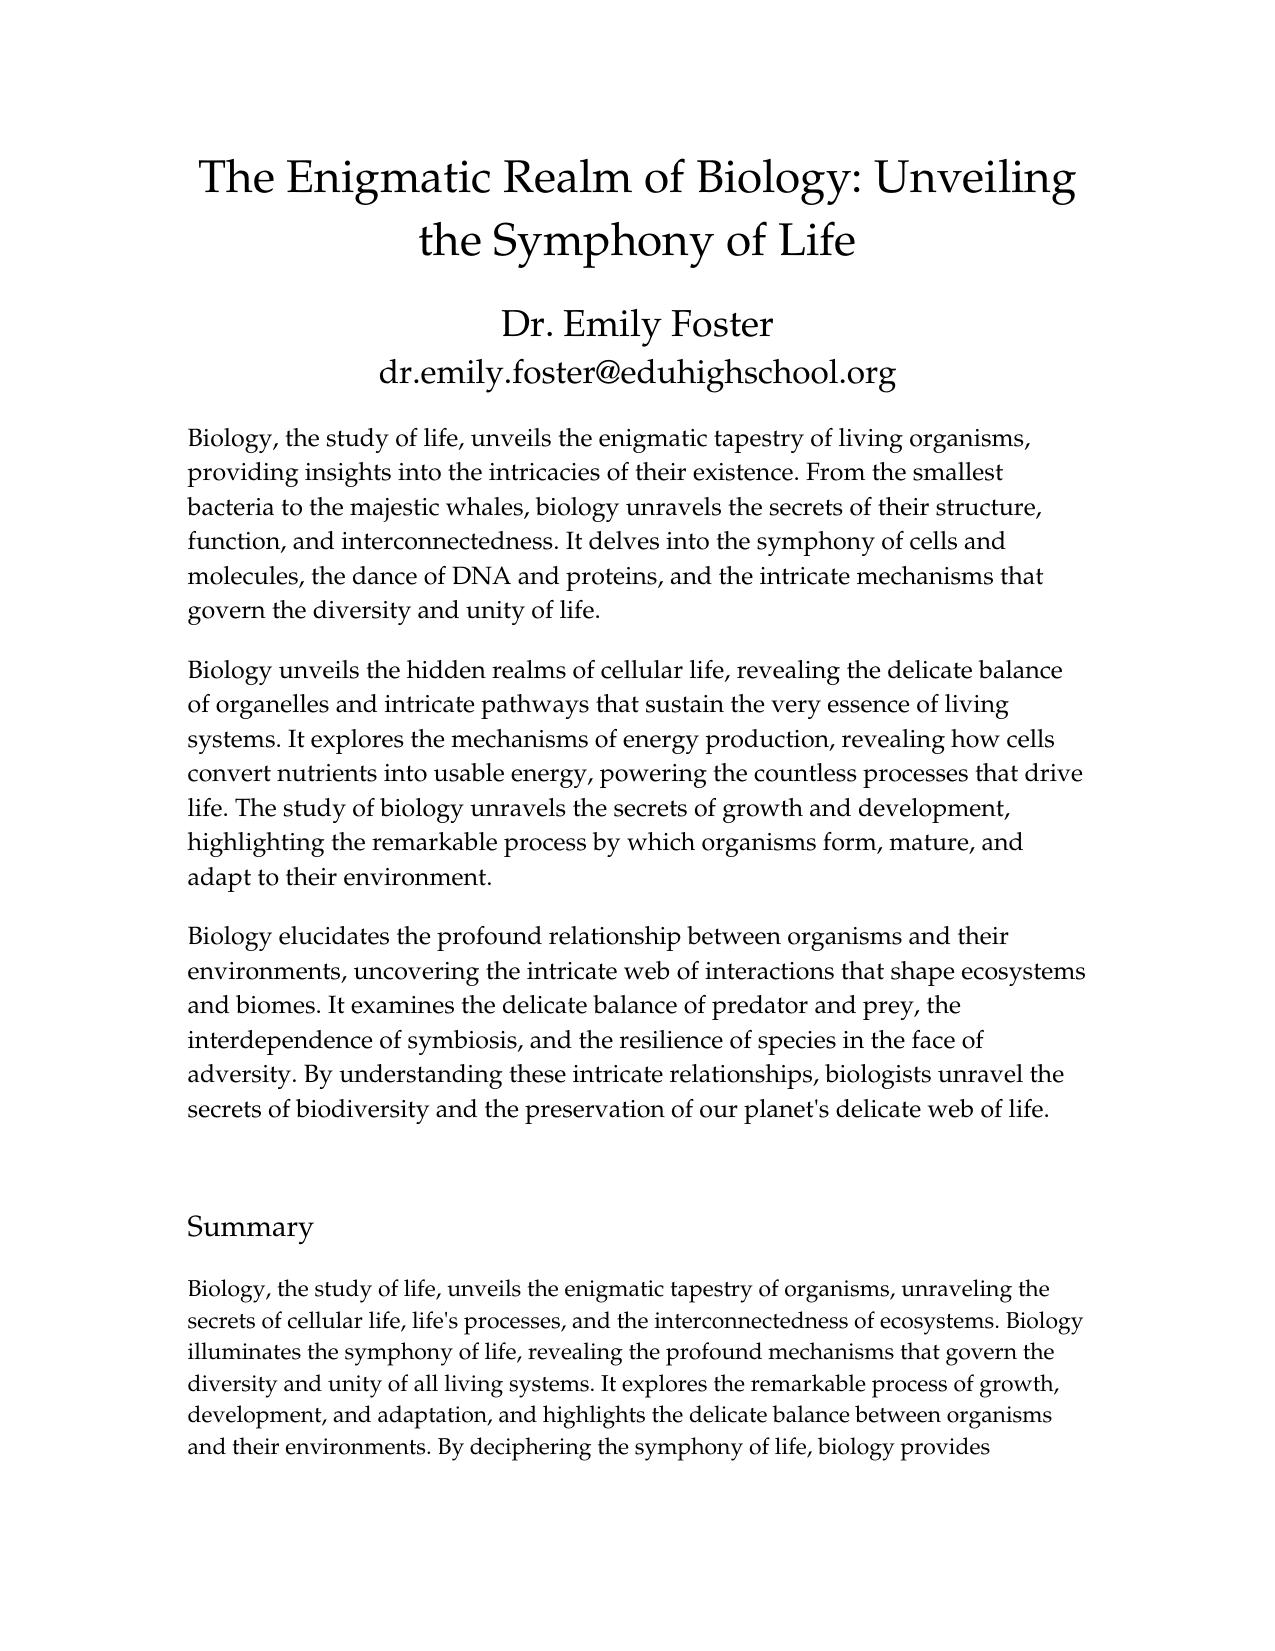 The Enigmatic Realm of Biology: Unveiling
the Symphony of Life
Dr. Emily Foster
dr.emily.foster@eduhighschool.org
Biology, the study of life, unveils the enigmatic tapestry of living organisms,
providing insights into the intricacies of their existence. From the smallest
bacteria to the majestic whales, biology unravels the secrets of their structure,
function, and interconnectedness. It delves into the symphony of cells and
molecules, the dance of DNA and proteins, and the intricate mechanisms that
govern the diversity and unity of life.
Biology unveils the hidden realms of cellular life, revealing the delicate balance
of organelles and intricate pathways that sustain the very essence of living
systems. It explores the mechanisms of energy production, revealing how cells
convert nutrients into usable energy, powering the countless processes that drive
life. The study of biology unravels the secrets of growth and development,
highlighting the remarkable process by which organisms form, mature, and
adapt to their environment.
Biology elucidates the profound relationship between organisms and their
environments, uncovering the intricate web of interactions that shape ecosystems
and biomes. It examines the delicate balance of predator and prey, the
interdependence of symbiosis, and the resilience of species in the face of
adversity. By understanding these intricate relationships, biologists unravel the
secrets of biodiversity and the preservation of our planet's delicate web of life.
Summary
Biology, the study of life, unveils the enigmatic tapestry of organisms, unraveling the
secrets of cellular life, life's processes, and the interconnectedness of ecosystems. Biology
illuminates the symphony of life, revealing the profound mechanisms that govern the
diversity and unity of all living systems. It explores the remarkable process of growth,
development, and adaptation, and highlights the delicate balance between organisms
and their environments. By deciphering the symphony of life, biology provides